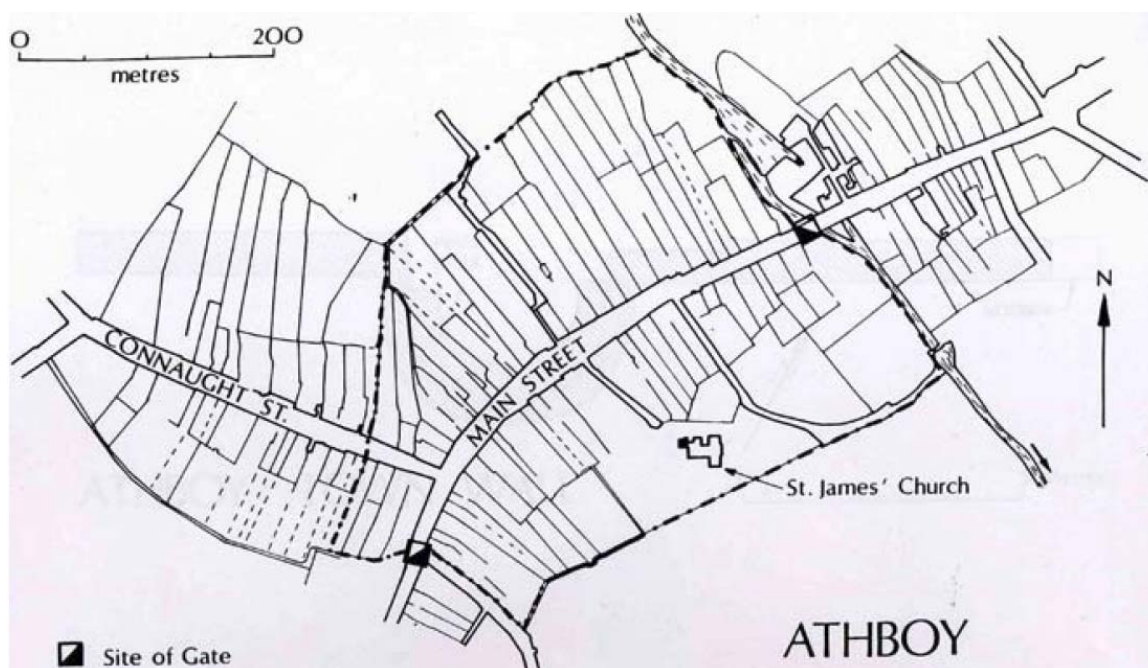 0 200
metres
CONNAUGHT ST.
MAIN STREET
N
St. James' Church
Site of Gate
ATHBOY